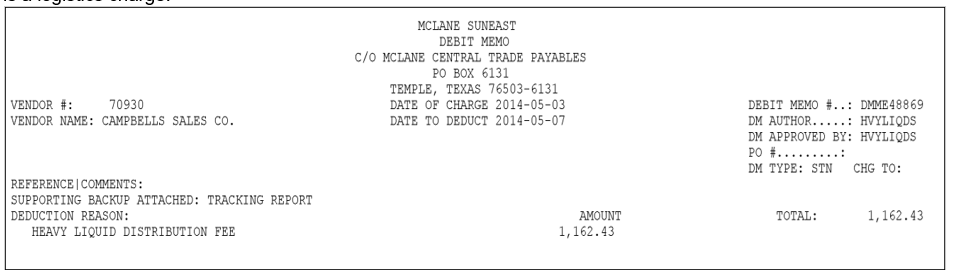 is a logistics charge.
MCLANE SUNEAST
DEBIT MEMO
C/O MCLANE CENTRAL TRADE PAYABLES
PO BOX 6131
TEMPLE, TEXAS 76503-6131
VENDOR #: 70930 DATE OF CHARGE 2014-05-03 DEBIT MEMO #..: DMME48869
VENDOR NAME: CAMPBELLS SALES CO. DATE TO DEDUCT 2014-05-07 DM AUTHOR.....: HVYLIQDS
DM APPROVED BY: HVYLIQDS
PO #.........:
DM TYPE: STN CHG TO:
REFERENCE|COMMENTS:
SUPPORTING BACKUP ATTACHED: TRACKING REPORT
DEDUCTION REASON: AMOUNT TOTAL: 1,162.43
HEAVY LIQUID DISTRIBUTION FEE 1,162.43